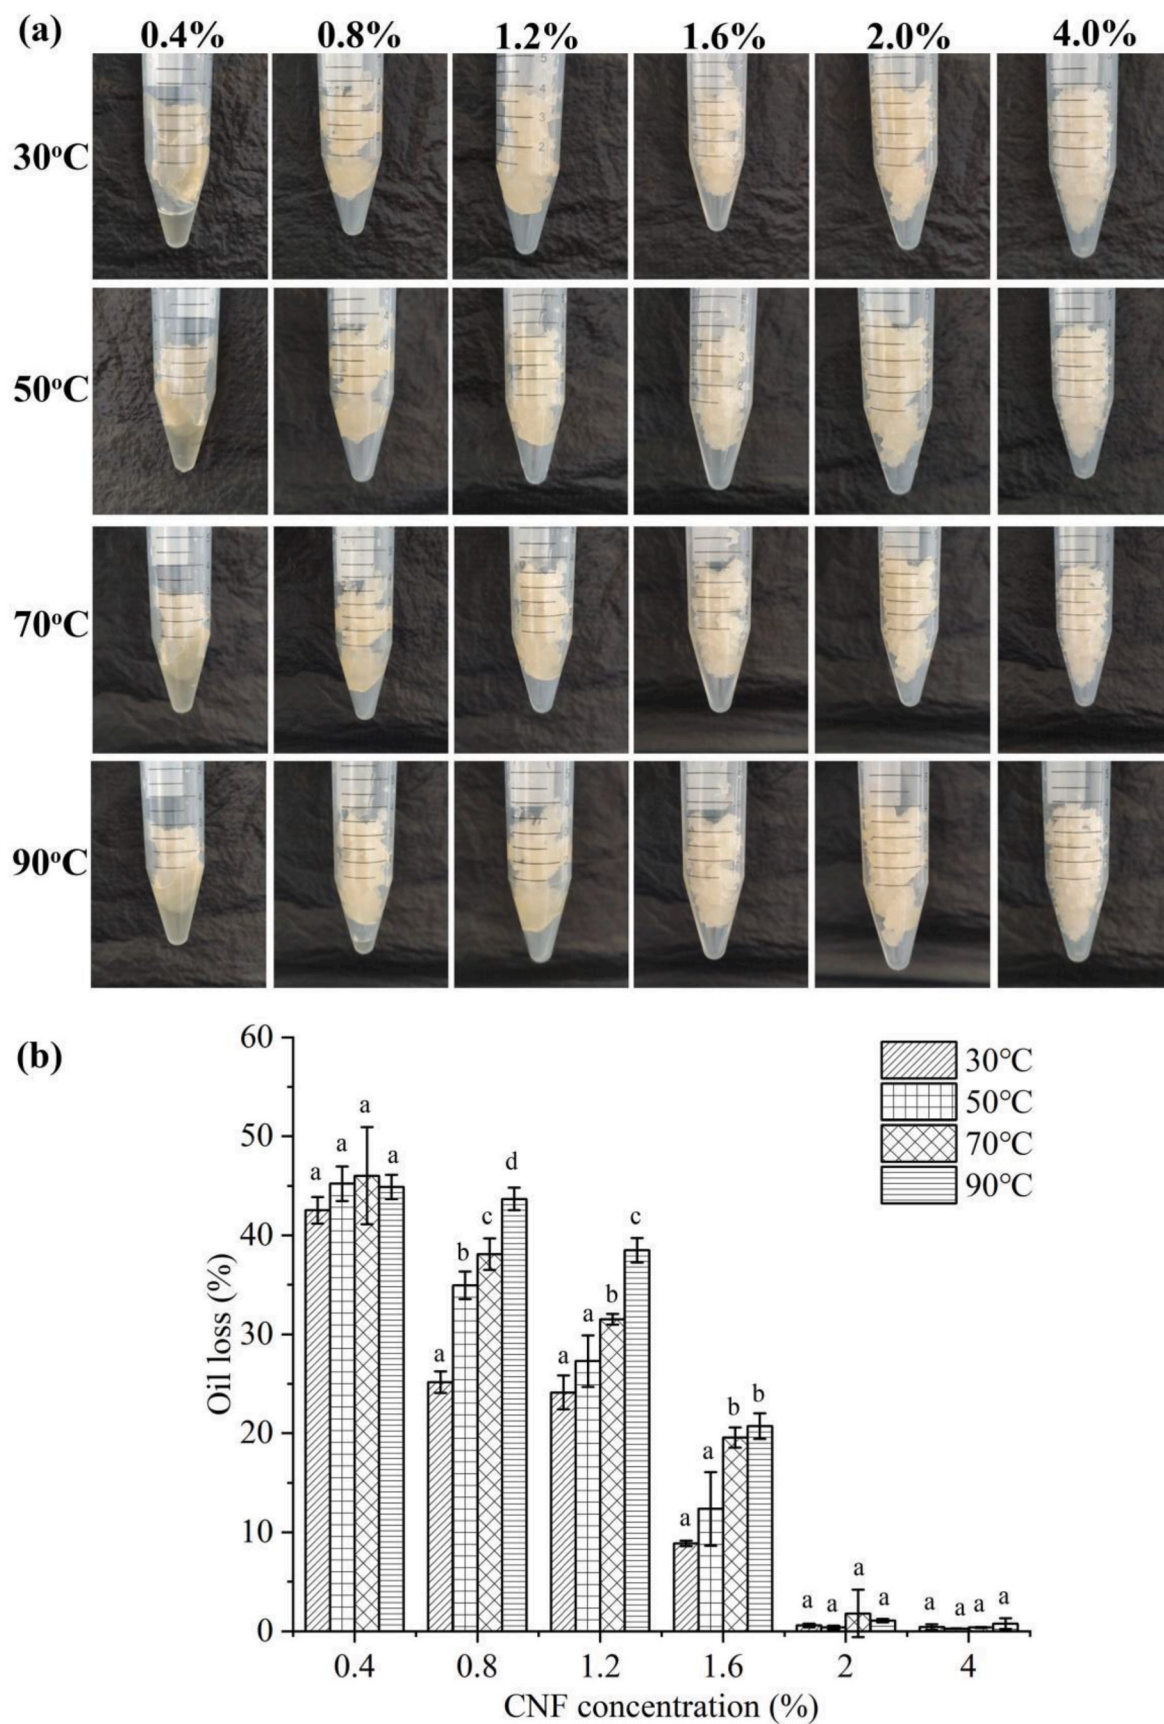 (a)
0.4% 0.8% 1.2% 1.6% 2.0% 4.0%
30°C
50°C
70°C
90°C
(b)
60
50
40
30
20
10
0
Oil loss (%)
30℃
50℃
70℃
90℃
a a a a
a b c d
a a b c
a a b b
a a a a
a a a a
0.4 0.8 1.2 1.6 2 4
CNF concentration (%)